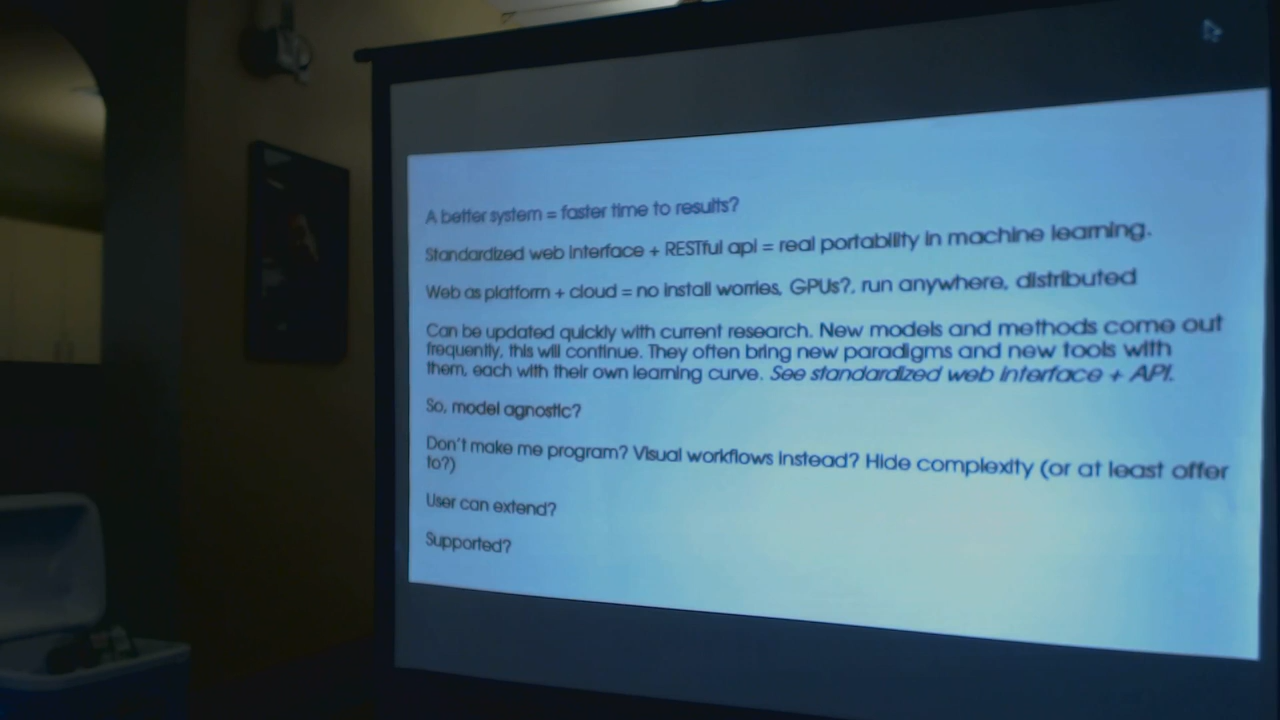 A better system = faster time to results?
Standardized web interface + RESTful api = real portability in machine learning.
Web as platform + cloud = no install worries, GPUs?, run anywhere, distributed
Can be updated quickly with current research. New models and methods come out
frequently, this will continue. They often bring new paradigms and new tools with
them, each with their own learning curve. See standardized web interface + API.
So, model agnostic?
Don't make me program? Visual workflows instead? Hide complexity (or at least offer
to?)
User can extend?
Supported?